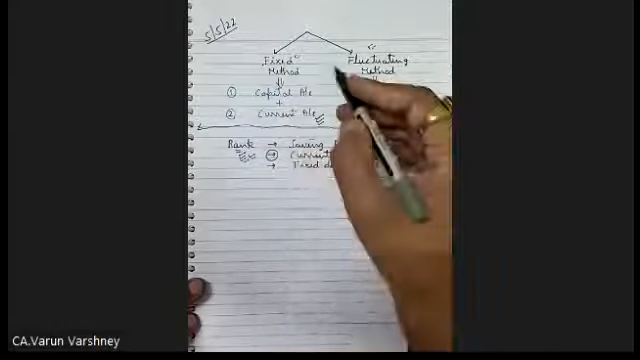 5/5/22
Fixed Fluctuating
Method Method
① Capital A/c
+
② Current A/c
Bank → Saving
→ Current
→ Fixed
CA.Varun Varshney